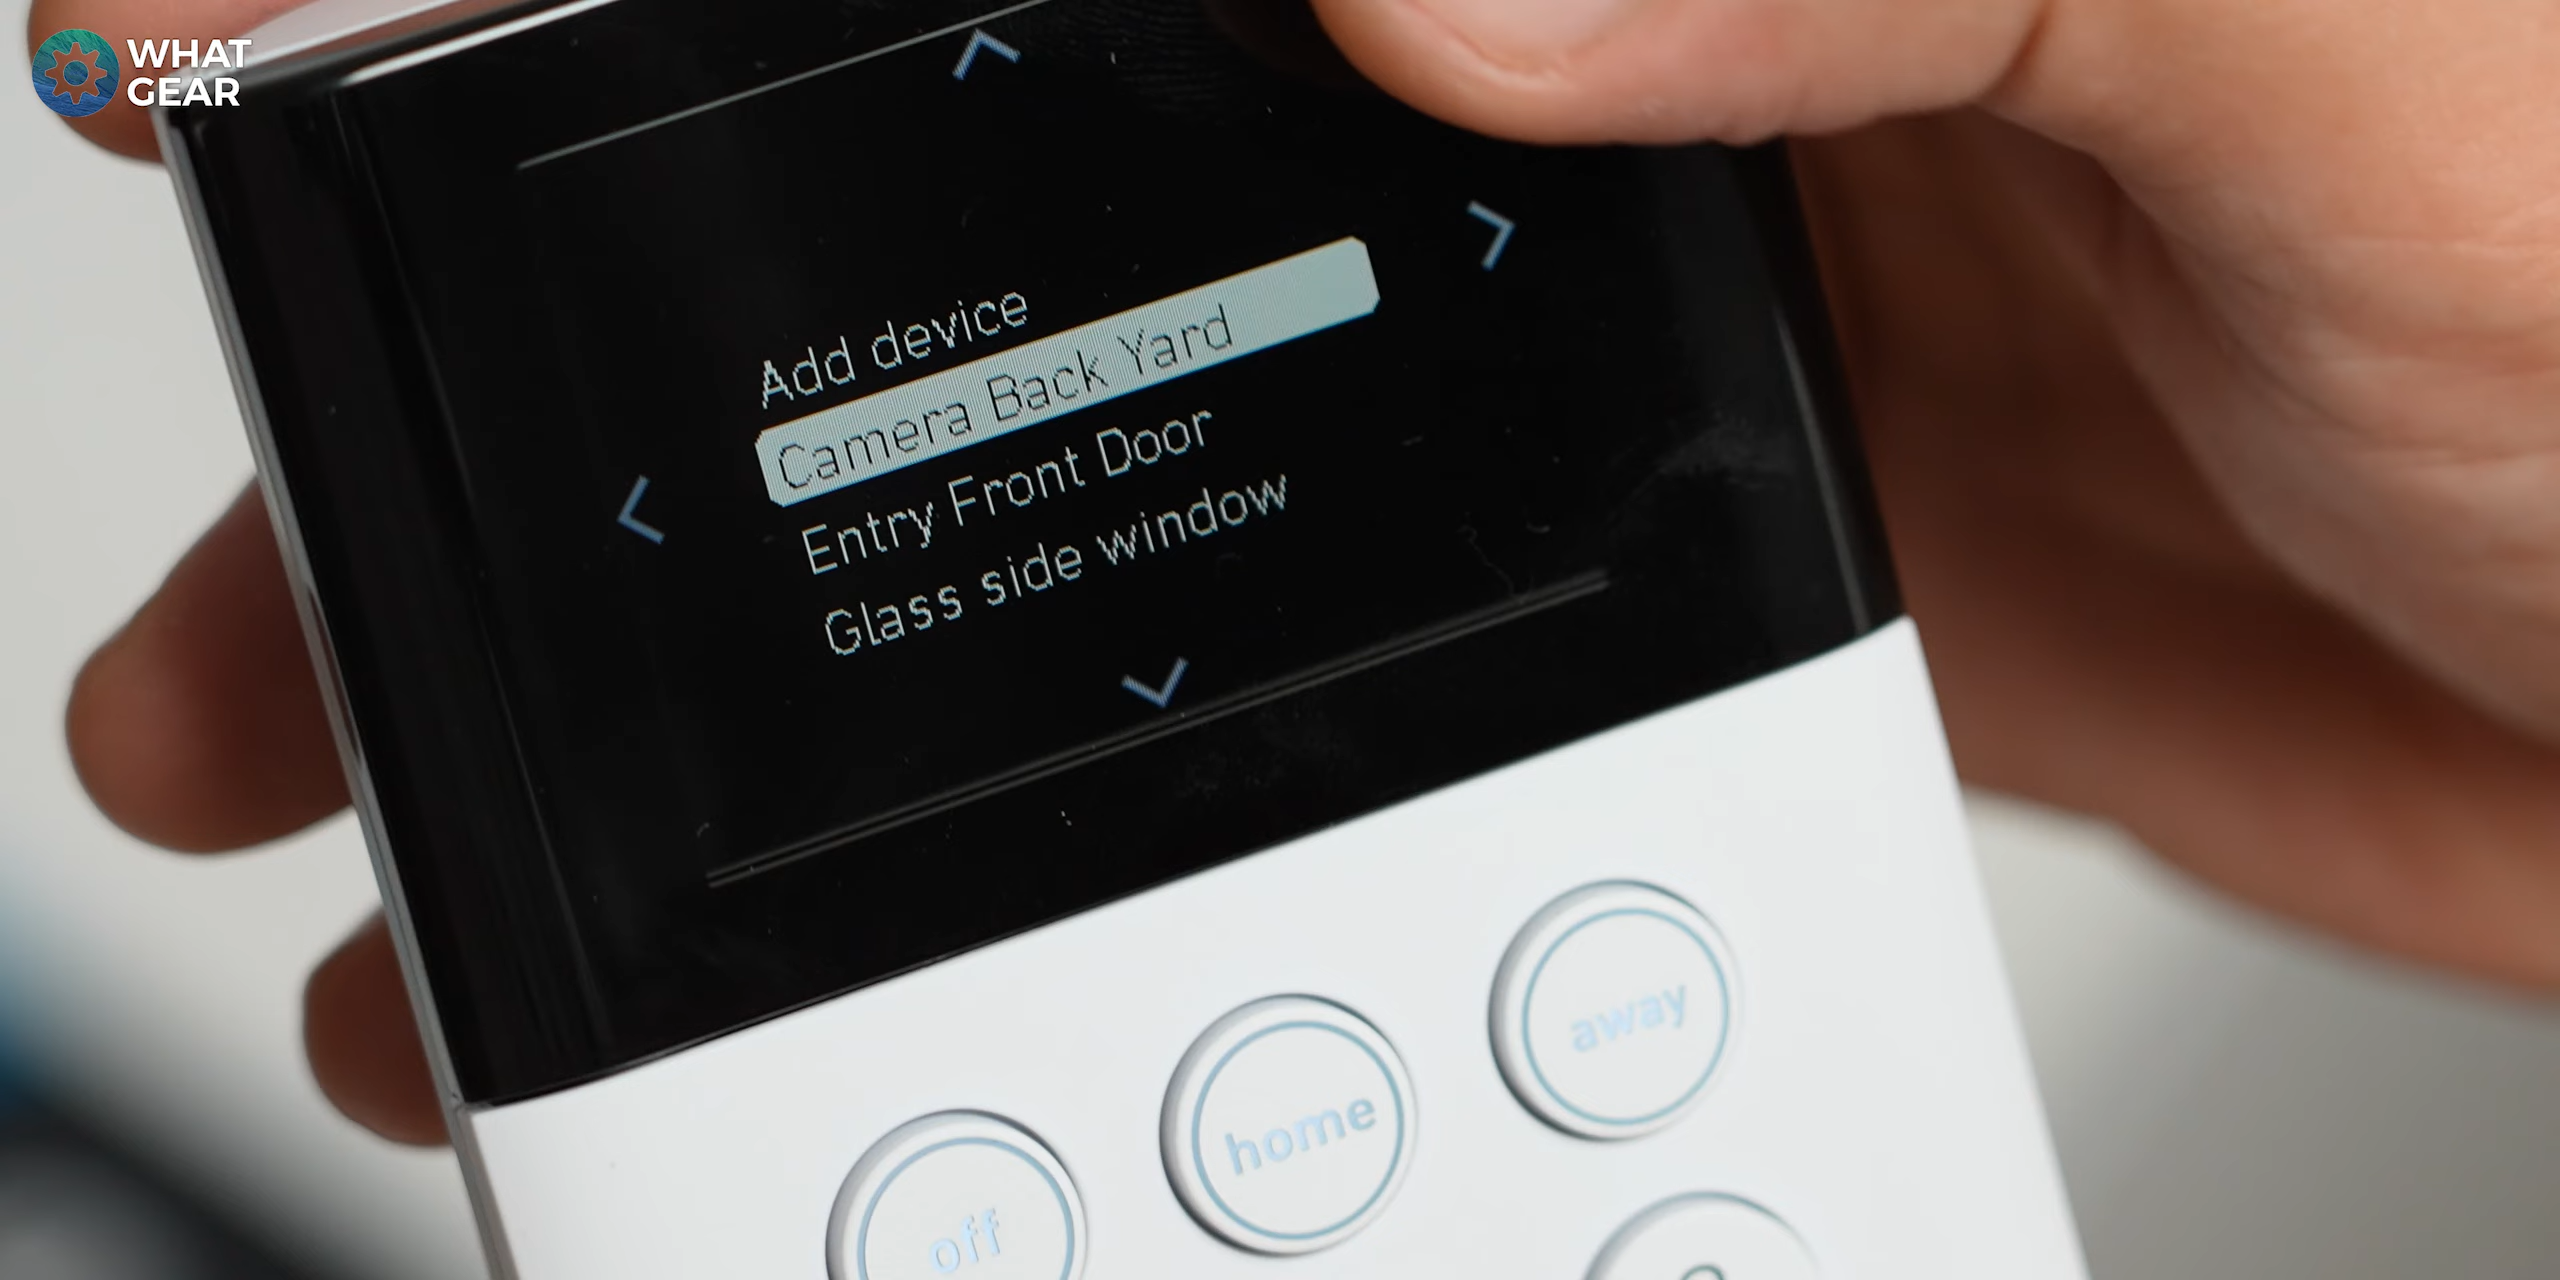 WHAT
GEAR
Add device
Camera Back Yard
Entry Front Door
Glass side window
off
home
away